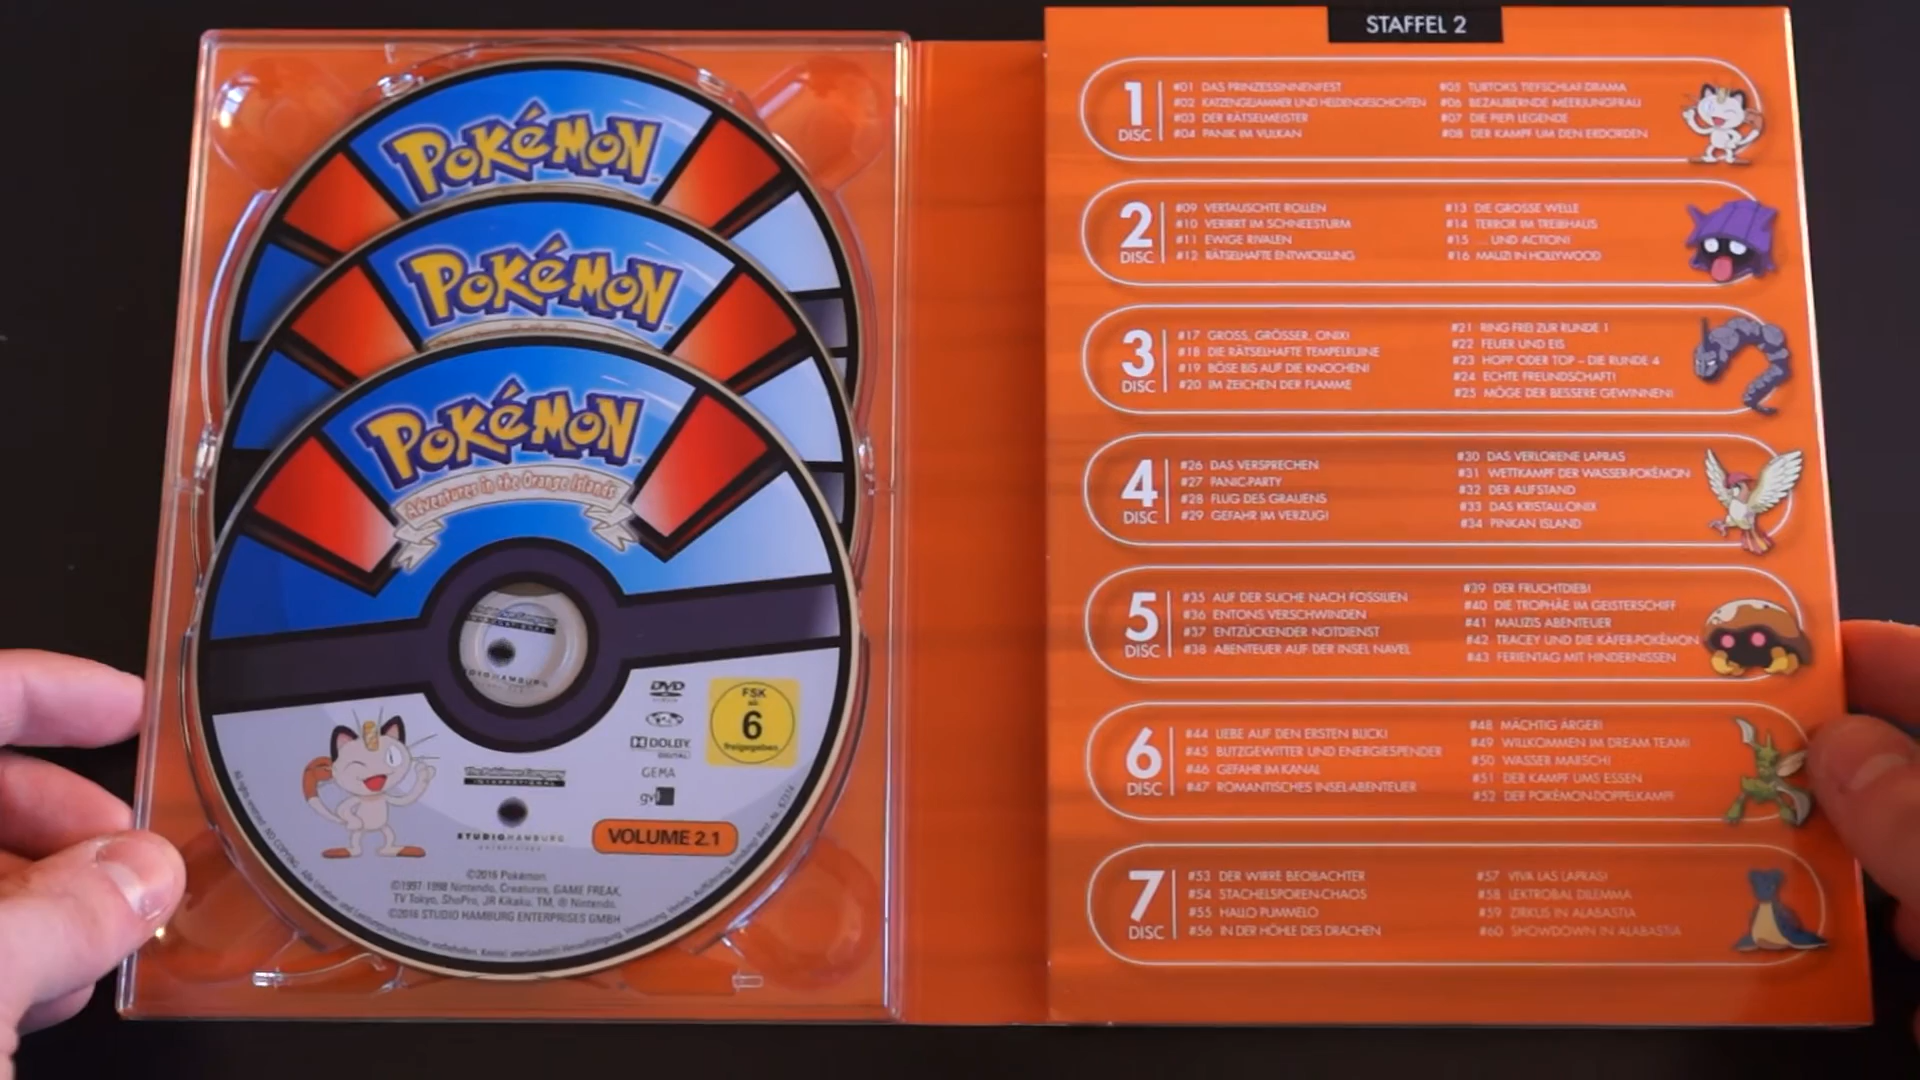 POKéMON
POKéMON
POKéMON
Adventures in the Orange Islands
DVD
DOLBY
DIGITAL
GEMA
gvl
FSK
ab
6
freigegeben
The Pokémon Company
INTERNATIONAL
STUDIO HAMBURG
ENTERPRISES
VOLUME 2.1
©2016 Pokémon.
©1997-1998 Nintendo, Creatures, GAME FREAK,
TV Tokyo, ShoPro, JR Kikaku. TM, ® Nintendo.
©2016 STUDIO HAMBURG ENTERPRISES GMBH
STAFFEL 2
1
DISC
#01 DAS PRINZESSINNENFEST
#02 KATZENGEJAMMER UND HELDENGESCHICHTEN
#03 DER RÄTSELMEISTER
#04 PANIK IM VULKAN
#05 TURTOKS TIEFSCHLAF-DRAMA
#06 BEZAUBERNDE MEERJUNGFRAU
#07 DIE PIEPI LEGENDE
#08 DER KAMPF UM DEN ERDORDEN
2
DISC
#09 VERTAUSCHTE ROLLEN
#10 VERIRRT IM SCHNEESTURM
#11 EWIGE RIVALEN
#12 RÄTSELHAFTE ENTWICKLUNG
#13 DIE GROSSE WELLE
#14 TERROR IM TREIBHAUS
#15 ... UND ACTION!
#16 MAUZI IN HOLLYWOOD
3
DISC
#17 GROSS, GRÖSSER, ONIX!
#18 DIE RÄTSELHAFTE TEMPELRUINE
#19 BÖSE BIS AUF DIE KNOCHEN!
#20 IM ZEICHEN DER FLAMME
#21 RING FREI ZUR RUNDE 1
#22 FEUER UND EIS
#23 HOPP ODER TOP – DIE RUNDE 4
#24 ECHTE FREUNDSCHAFT!
#25 MÖGE DER BESSERE GEWINNEN!
4
DISC
#26 DAS VERSPRECHEN
#27 PANIC-PARTY
#28 FLUG DES GRAUENS
#29 GEFAHR IM VERZUG!
#30 DAS VERLORENE LAPRAS
#31 WETTKAMPF DER WASSER-POKÉMON
#32 DER AUFSTAND
#33 DAS KRISTALL-ONIX
#34 PINKAN ISLAND
5
DISC
#35 AUF DER SUCHE NACH FOSSILIEN
#36 ENTONS VERSCHWINDEN
#37 ENTZÜCKENDER NOTDIENST
#38 ABENTEUER AUF DER INSEL NAVEL
#39 DER FRUCHTDIEB!
#40 DIE TROPHÄE IM GEISTERSCHIFF
#41 MAUZIS ABENTEUER
#42 TRACEY UND DIE KÄFER-POKÉMON
#43 FERIENTAG MIT HINDERNISSEN
6
DISC
#44 LIEBE AUF DEN ERSTEN BLICK!
#45 BLITZGEWITTER UND ENERGIESPENDER
#46 GEFAHR IM KANAL
#47 ROMANTISCHES INSEL-ABENTEUER
#48 MÄCHTIG ÄRGER!
#49 WILLKOMMEN IM DREAM TEAM!
#50 WASSER MARSCH!
#51 DER KAMPF UMS ESSEN
#52 DER POKÉMON-DOPPELKAMPF
7
DISC
#53 DER WIRRE BEOBACHTER
#54 STACHELSPOREN-CHAOS
#55 HALLO PUMMELO
#56 IN DER HÖHLE DES DRACHEN
#57 VIVA LAS LAPRAS!
#58 LEKTROBAL DILEMMA
#59 ZIRKUS IN ALABASTIA
#60 SHOWDOWN IN ALABASTIA